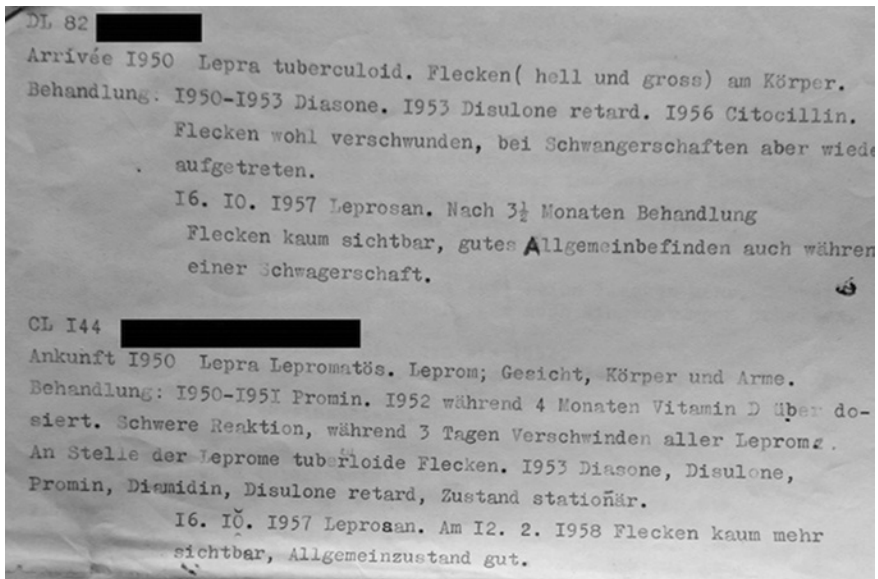 DL 82
Arrivée I950 Lepra tuberculoid. Flecken( hell und gross) am Körper.
Behandlung: I950-I953 Diasone. I953 Disulone retard. I956 Citocillin.
Flecken wohl verschwunden, bei Schwangerschaften aber wiede
aufgetreten.
I6. IO. I957 Leprosan. Nach 3½ Monaten Behandlung
Flecken kaum sichtbar, gutes Allgemeinbefinden auch währen
einer Schwagerschaft.
CL I44
Ankunft I950 Lepra Lepromatös. Leprom; Gesicht, Körper und Arme.
Behandlung: I950-I95I Promin. I952 während 4 Monaten Vitamin D über do-
siert. Schwere Reaktion, während 3 Tagen Verschwinden aller Leprome.
An Stelle der Leprome tuberloide Flecken. I953 Diasone, Disulone,
Promin, Diamidin, Disulone retard, Zustand stationär.
I6. IO. I957 Leprosan. Am I2. 2. I958 Flecken kaum mehr
sichtbar, Allgemeinzustand gut.